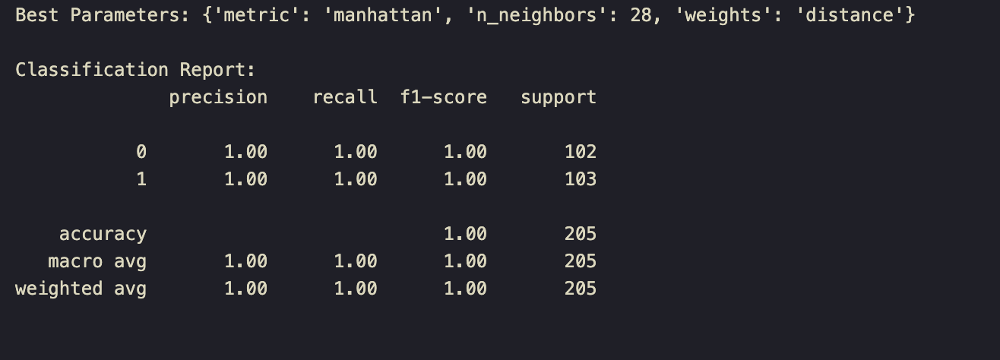 Best Parameters: {'metric': 'manhattan', 'n_neighbors': 28, 'weights': 'distance'}
Classification Report:
precision recall f1-score support
0 1.00 1.00 1.00 102
1 1.00 1.00 1.00 103
accuracy 1.00 205
macro avg 1.00 1.00 1.00 205
weighted avg 1.00 1.00 1.00 205